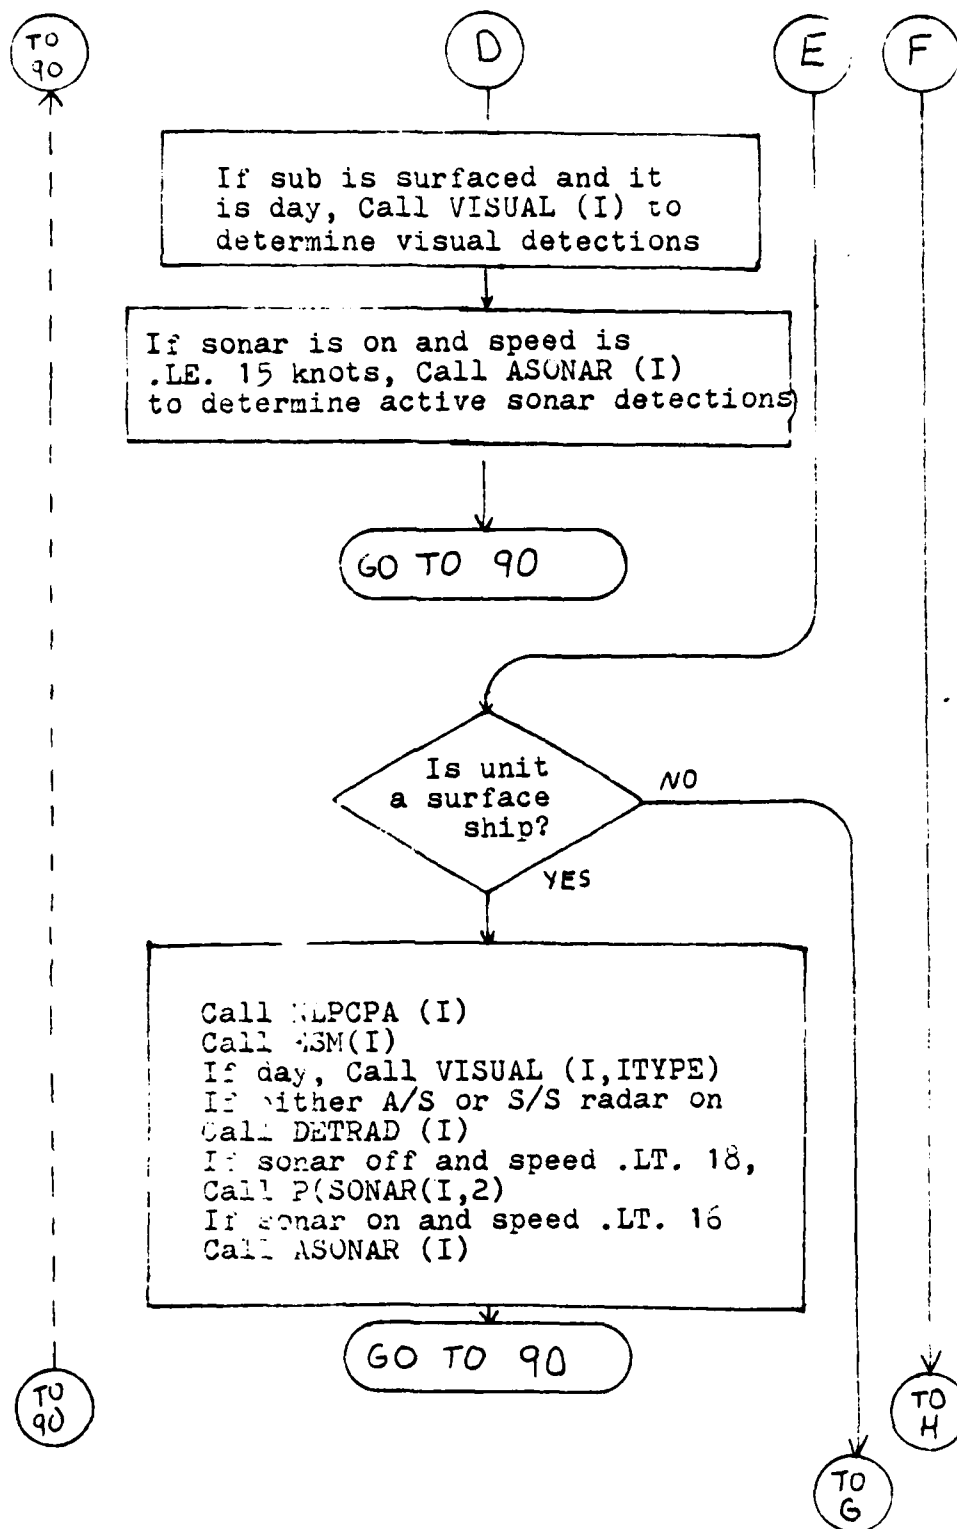 TO
90
D
E
F
If sub is surfaced and it
is day, Call VISUAL (I) to
determine visual detections
If sonar is on and speed is
.LE. 15 knots, Call ASONAR (I)
to determine active sonar detections
GO TO 90
Is unit
a surface
ship?
NO
YES
Call (I)
Call (I)
If day, Call VISUAL (I,ITYPE)
If either A/S or S/S radar on
Call DETRAD (I)
If sonar off and speed .LT. 18,
Call P(SONAR(I,2)
If sonar on and speed .LT. 16
Call ASONAR (I)
GO TO 90
TO
90
TO
H
TO
G